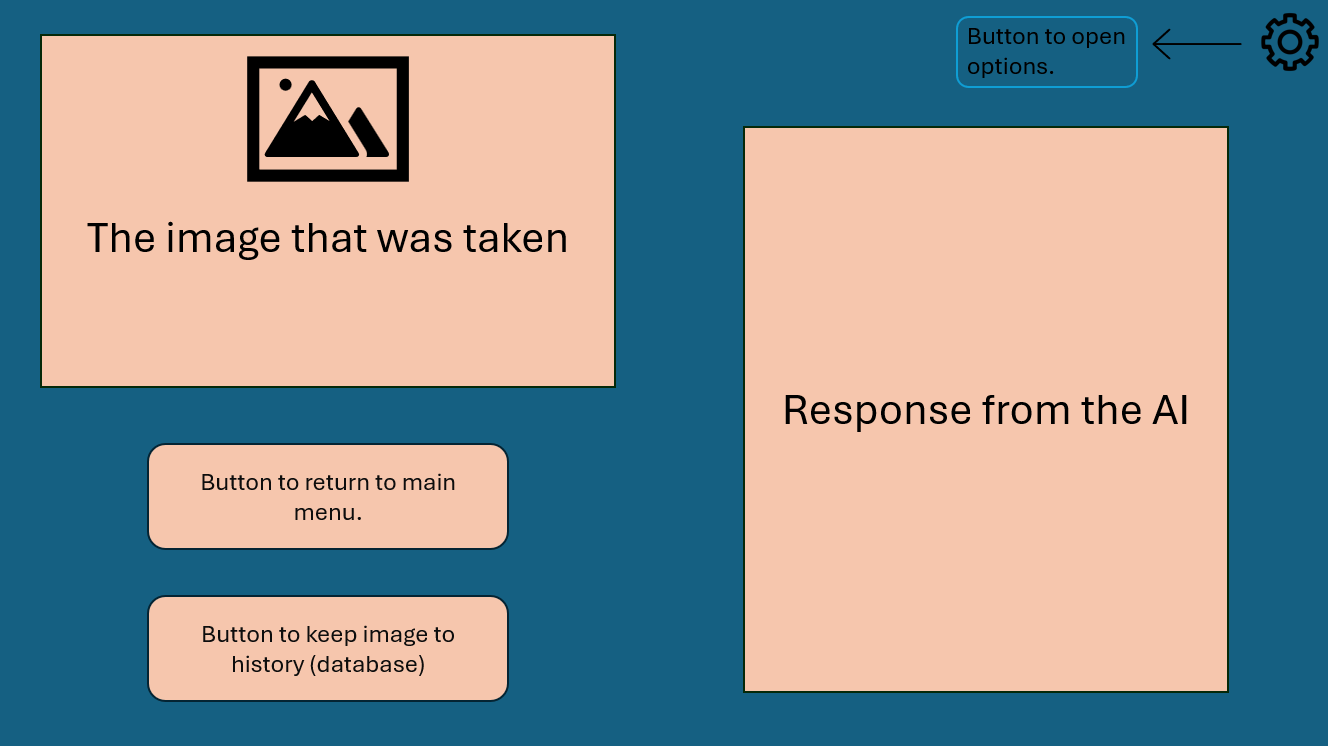 Button to open
options.
The image that was taken
Response from the AI
Button to return to main
menu.
Button to keep image to
history (database)